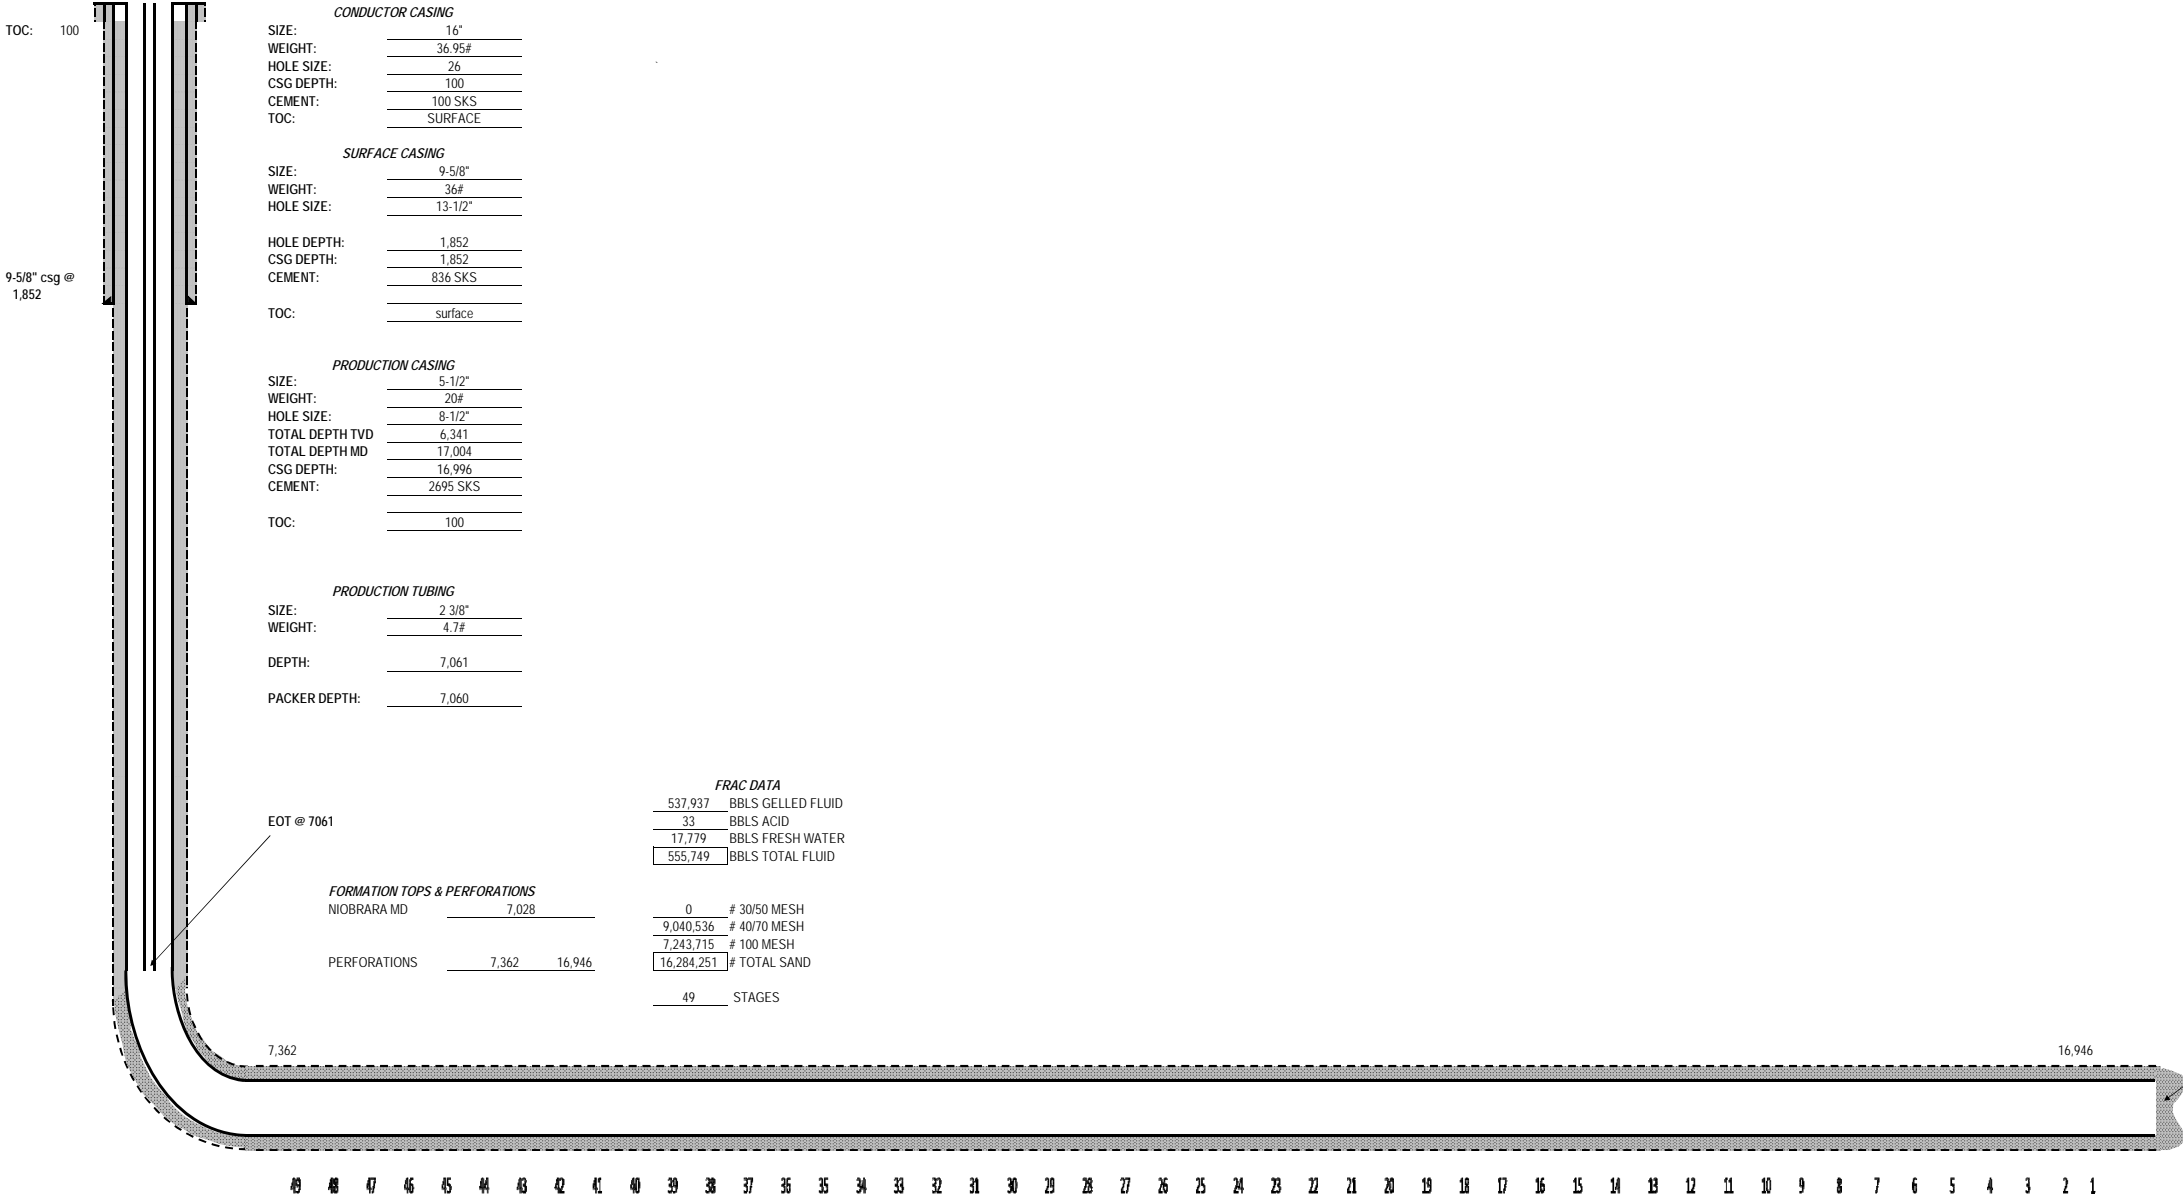 TOC: 100
9-5/8" csg @
1,852
CONDUCTOR CASING
SIZE: 16"
WEIGHT: 36.95#
HOLE SIZE: 26
CSG DEPTH: 100
CEMENT: 100 SKS
TOC: SURFACE
SURFACE CASING
SIZE: 9-5/8"
WEIGHT: 36#
HOLE SIZE: 13-1/2"
HOLE DEPTH: 1,852
CSG DEPTH: 1,852
CEMENT: 836 SKS
TOC: surface
PRODUCTION CASING
SIZE: 5-1/2"
WEIGHT: 20#
HOLE SIZE: 8-1/2"
TOTAL DEPTH TVD 6,341
TOTAL DEPTH MD 17,004
CSG DEPTH: 16,996
CEMENT: 2695 SKS
TOC: 100
PRODUCTION TUBING
SIZE: 2 3/8"
WEIGHT: 4.7#
DEPTH: 7,061
PACKER DEPTH: 7,060
EOT @ 7061
FRAC DATA
537,937 BBLS GELLED FLUID
33 BBLS ACID
17,779 BBLS FRESH WATER
555,749 BBLS TOTAL FLUID
FORMATION TOPS & PERFORATIONS
NIOBRARA MD 7,028
PERFORATIONS 7,362 16,946
0 # 30/50 MESH
9,040,536 # 40/70 MESH
7,243,715 # 100 MESH
16,284,251 # TOTAL SAND
49 STAGES
7,362 16,946
49 48 47 46 45 44 43 42 41 40 39 38 37 36 35 34 33 32 31 30 29 28 27 26 25 24 23 22 21 20 19 18 17 16 15 14 13 12 11 10 9 8 7 6 5 4 3 2 1